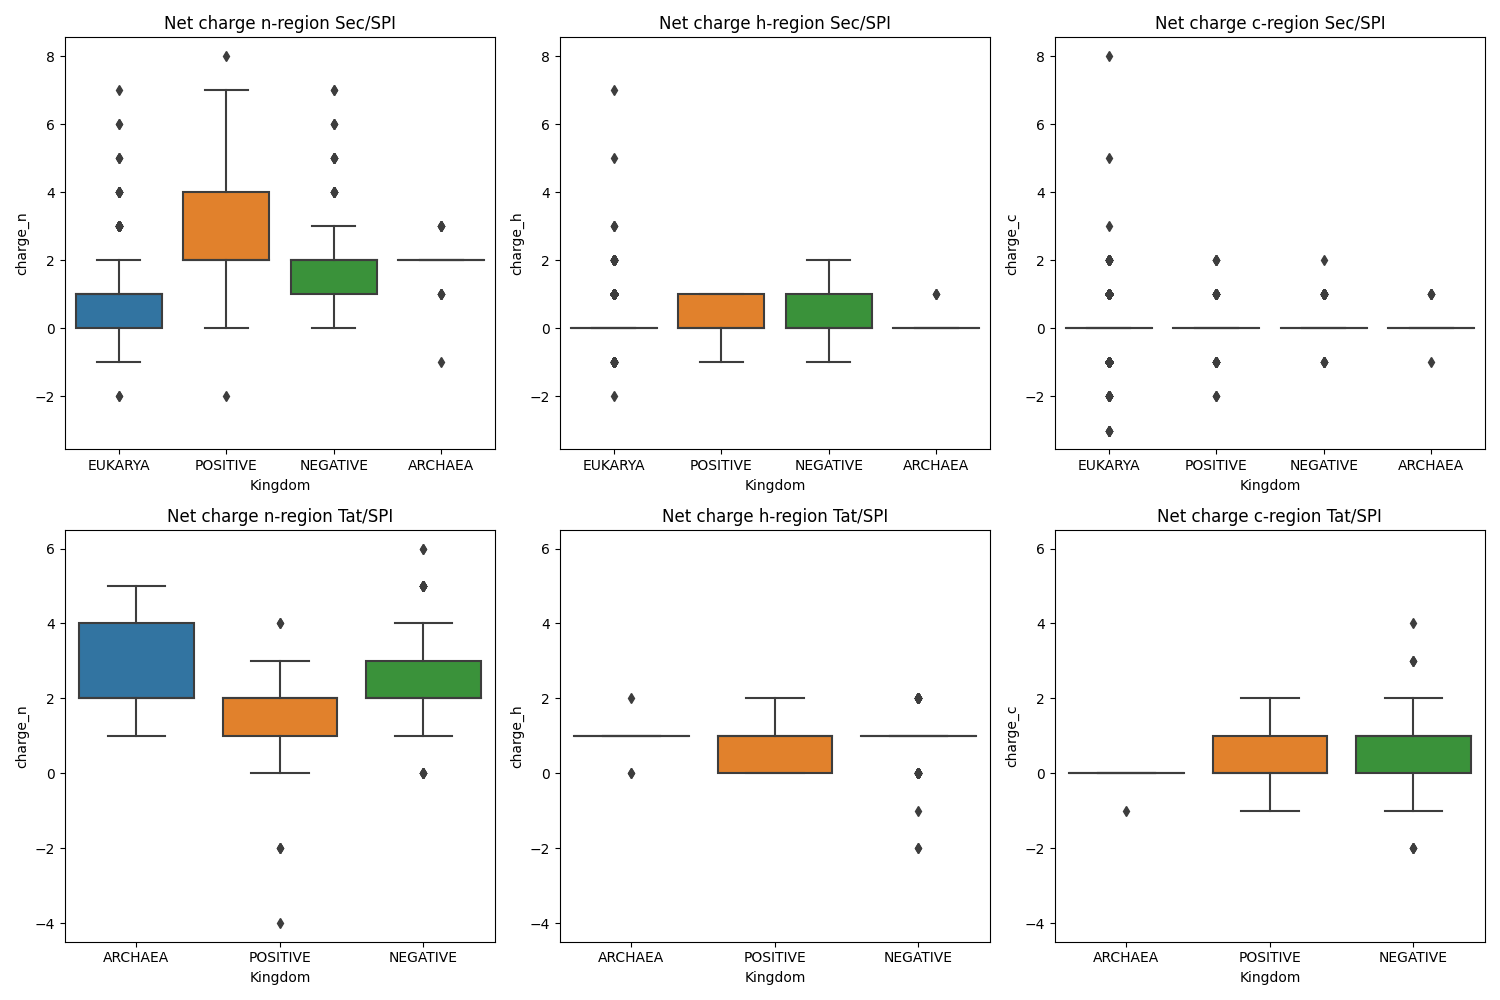 Net charge n-region Sec/SPI
charge_n
8
6
4
2
0
−2
EUKARYA POSITIVE NEGATIVE ARCHAEA
Kingdom
Net charge h-region Sec/SPI
charge_h
8
6
4
2
0
−2
EUKARYA POSITIVE NEGATIVE ARCHAEA
Kingdom
Net charge c-region Sec/SPI
charge_c
8
6
4
2
0
−2
EUKARYA POSITIVE NEGATIVE ARCHAEA
Kingdom
Net charge n-region Tat/SPI
charge_n
6
4
2
0
−2
−4
ARCHAEA POSITIVE NEGATIVE
Kingdom
Net charge h-region Tat/SPI
charge_h
6
4
2
0
−2
−4
ARCHAEA POSITIVE NEGATIVE
Kingdom
Net charge c-region Tat/SPI
charge_c
6
4
2
0
−2
−4
ARCHAEA POSITIVE NEGATIVE
Kingdom